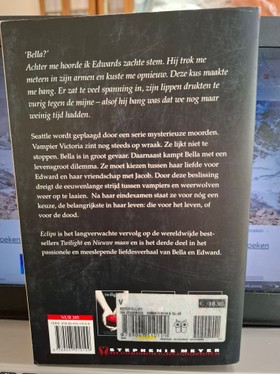 'Bella?'
Achter me hoorde ik Edwards zachte stem. Hij trok me
meteen in zijn armen en kuste me opnieuw. Deze kus maakte
me bang. Er zat te veel spanning in, zijn lippen drukten te
vurig tegen de mijne – alsof hij bang was dat we nog maar
weinig tijd hadden.
Seattle wordt geplaagd door een serie mysterieuze moorden.
Vampier Victoria zint nog steeds op wraak. Ze lijkt niet te
stoppen. Bella is in groot gevaar. Daarnaast kampt Bella met een
levensgroot dilemma. Ze moet kiezen tussen haar liefde voor
Edward en haar vriendschap met Jacob. Door deze beslissing
dreigt de eeuwenlange strijd tussen vampiers en weerwolven
weer op te laaien. Na haar eindexamen staat ze voor nóg een
keuze, de belangrijkste in haar leven: die voor het leven, of
voor de dood.
Eclips is het langverwachte vervolg op de wereldwijde best-
sellers Twilight en Nieuwe maan en is het derde deel in het
passionele en meeslepende liefdesverhaal van Bella en Edward.
NUR 285
STEPHENIE MEYER